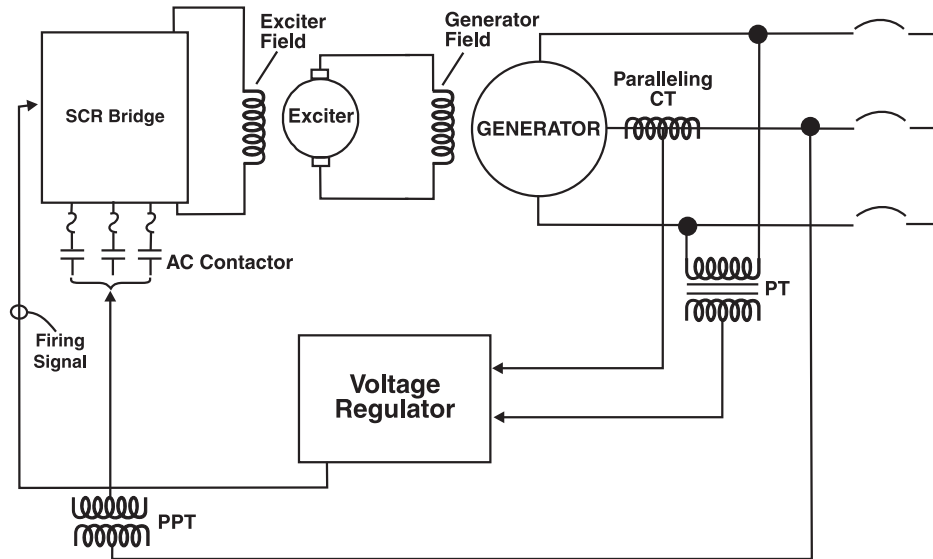 Exciter
Field
Generator
Field
SCR Bridge
Exciter
GENERATOR
Paralleling
CT
AC Contactor
PT
Firing
Signal
Voltage
Regulator
PPT